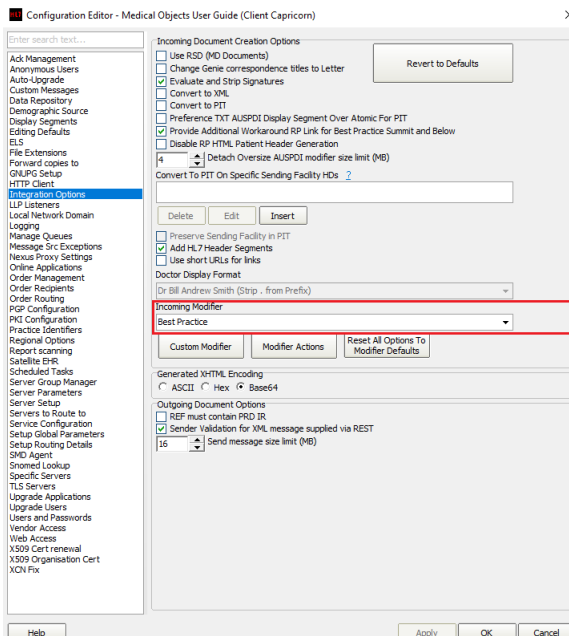 Configuration Editor - Medical Objects User Guide (Client Capricorn)
Enter search text...
Ack Management
Anonymous Users
Auto-Upgrade
Custom Messages
Data Repository
Demographic Source
Display Segments
Editing Defaults
ELS
File Extensions
Forward copies to
GNUPG Setup
HTTP Client
Integration Options
LLP Listeners
Local Network Domain
Logging
Manage Queues
Message Src Exceptions
Nexus Proxy Settings
Online Applications
Order Management
Order Recipients
Order Routing
PGP Configuration
PKI Configuration
Practice Identifiers
Regional Options
Report scanning
Satellite EHR
Scheduled Tasks
Server Group Manager
Server Parameters
Server Setup
Servers to Route to
Service Configuration
Setup Global Parameters
Setup Routing Details
SMD Agent
Snomed Lookup
Specific Servers
TLS Servers
Upgrade Applications
Upgrade Users
Users and Passwords
Vendor Access
Web Access
X509 Cert renewal
X509 Organisation Cert
XCN Fix
Incoming Document Creation Options
Use RSD (MD Documents)
Change Genie correspondence titles to Letter
Evaluate and Strip Signatures
Convert to XML
Convert to PIT
Revert to Defaults
Preference TXT AUSPDI Display Segment Over Atomic For PIT
Provide Additional Workaround RP Link for Best Practice Summit and Below
Disable RP HTML Patient Header Generation
4 Detach Oversize AUSPDI modifier size limit (MB)
Convert To PIT On Specific Sending Facility HDs ?
Delete Edit Insert
Preserve Sending Facility in PIT
Add HL7 Header Segments
Use short URLs for links
Doctor Display Format
Dr Bill Andrew Smith (Strip . from Prefix)
Incoming Modifier
Best Practice
Custom Modifier Modifier Actions Reset All Options To
Modifier Defaults
Generated XHTML Encoding
ASCII Hex Base64
Outgoing Document Options
REF must contain PRD IR
Sender Validation for XML message supplied via REST
16 Send message size limit (MB)
Help Apply OK Cancel